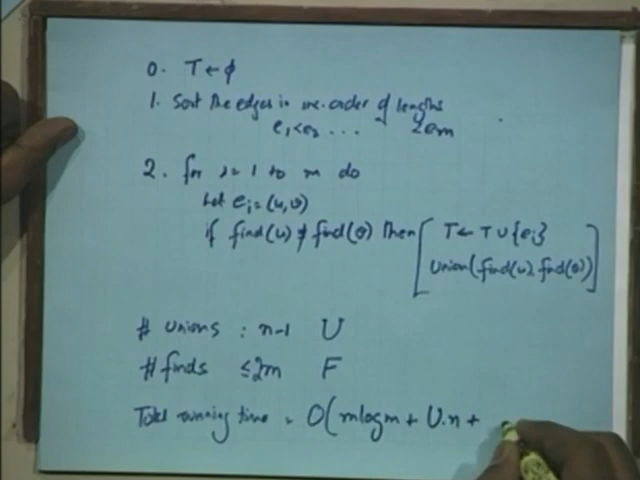 0. T ← φ
1. Sort the edges in inc. order of lengths
e₁<e₂ ... <em
2. for i = 1 to m do
Let eᵢ = (u,v)
if find(u) ≠ find(v) then [ T ← T ∪ {eᵢ}
Union(find(u), find(v)) ]
# Unions : n-1 U
# finds ≤2m F
Total running time = O( mlogm + U.n +